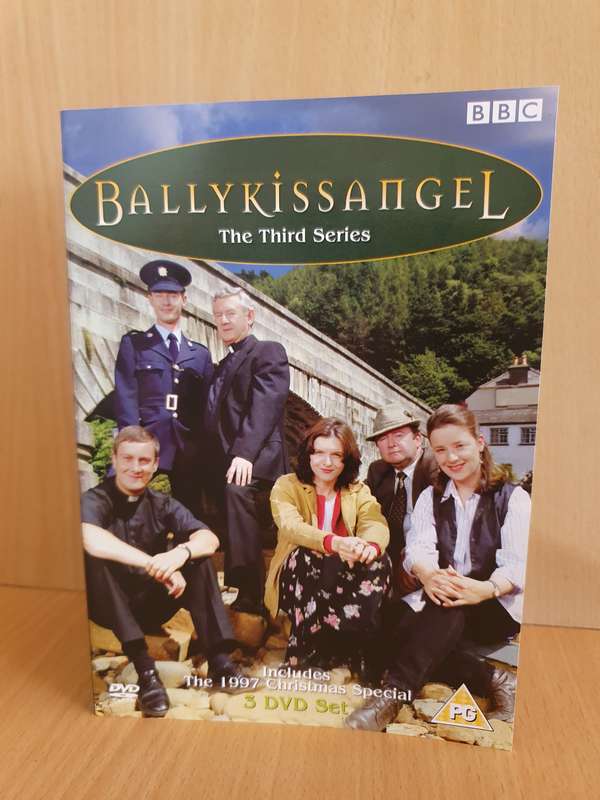 BBC
BALLYKISSANGEL
The Third Series
Includes
The 1997 Christmas Special
3 DVD Set
DVD
PG